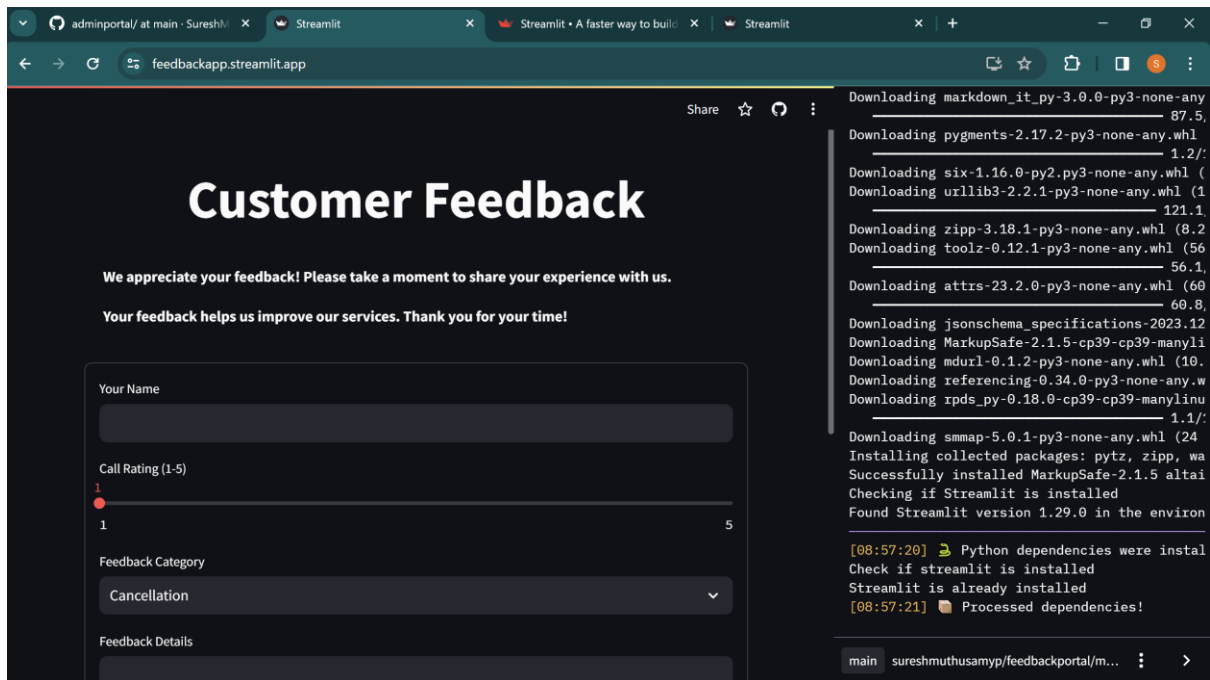 adminportal/ at main · SureshM
Streamlit
Streamlit • A faster way to build
Streamlit
feedbackapp.streamlit.app
S
Share
Customer Feedback
We appreciate your feedback! Please take a moment to share your experience with us.
Your feedback helps us improve our services. Thank you for your time!
Your Name
Call Rating (1-5)
1
1
5
Feedback Category
Cancellation
Feedback Details
Downloading markdown_it_py-3.0.0-py3-none-any
87.5,
Downloading pygments-2.17.2-py3-none-any.whl
1.2/
Downloading six-1.16.0-py2.py3-none-any.whl (
Downloading urllib3-2.2.1-py3-none-any.whl (1
121.1,
Downloading zipp-3.18.1-py3-none-any.whl (8.2
Downloading toolz-0.12.1-py3-none-any.whl (56
56.1,
Downloading attrs-23.2.0-py3-none-any.whl (60
60.8,
Downloading jsonschema_specifications-2023.12
Downloading MarkupSafe-2.1.5-cp39-cp39-manyli
Downloading mdurl-0.1.2-py3-none-any.whl (10.
Downloading referencing-0.34.0-py3-none-any.w
Downloading rpds_py-0.18.0-cp39-cp39-manylinu
1.1/
Downloading smmap-5.0.1-py3-none-any.whl (24
Installing collected packages: pytz, zipp, wa
Successfully installed MarkupSafe-2.1.5 altai
Checking if Streamlit is installed
Found Streamlit version 1.29.0 in the environ
[08:57:20] 🐍 Python dependencies were instal
Check if streamlit is installed
Streamlit is already installed
[08:57:21] 📦 Processed dependencies!
main sureshmuthusamyp/feedbackportal/m...